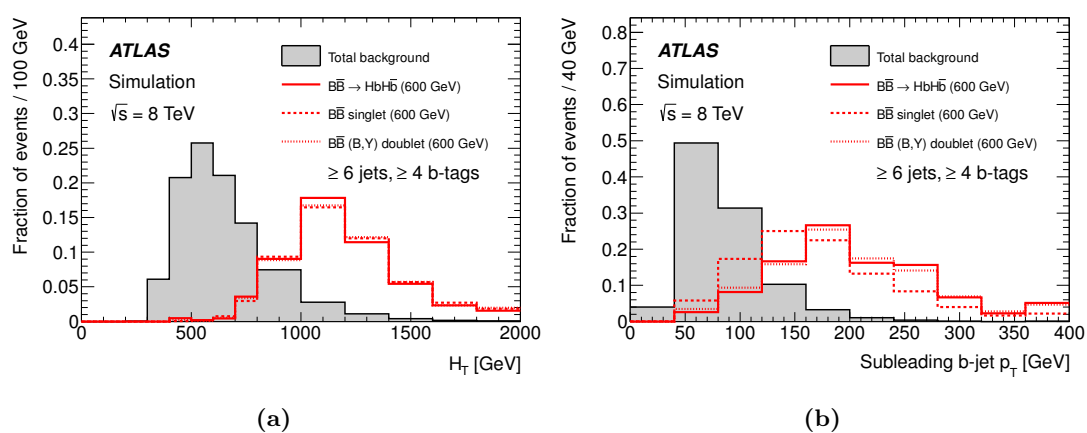 Fraction of events / 100 GeV
0.4
0.35
0.3
0.25
0.2
0.15
0.1
0.05
0
ATLAS
Simulation
√s = 8 TeV
Total background
BB̅ → HbHb̅ (600 GeV)
BB̅ singlet (600 GeV)
BB̅ (B,Y) doublet (600 GeV)
≥ 6 jets, ≥ 4 b-tags
0 500 1000 1500 2000
H_T [GeV]
(a)
Fraction of events / 40 GeV
0.8
0.7
0.6
0.5
0.4
0.3
0.2
0.1
0
ATLAS
Simulation
√s = 8 TeV
Total background
BB̅ → HbHb̅ (600 GeV)
BB̅ singlet (600 GeV)
BB̅ (B,Y) doublet (600 GeV)
≥ 6 jets, ≥ 4 b-tags
0 50 100 150 200 250 300 350 400
Subleading b-jet p_T [GeV]
(b)